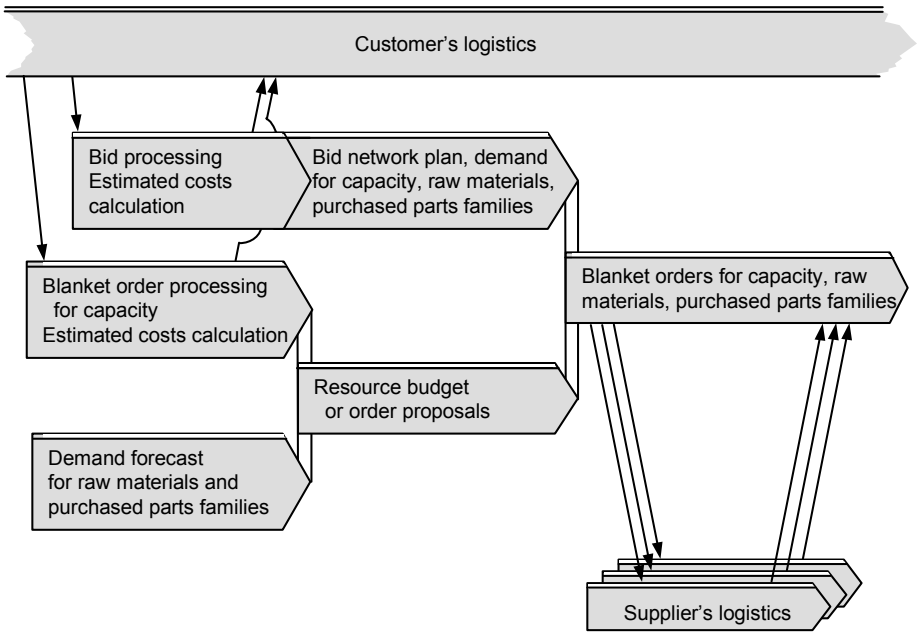 Customer’s logistics
Bid processing
Estimated costs
calculation
Bid network plan, demand
for capacity, raw materials,
purchased parts families
Blanket order processing
for capacity
Estimated costs calculation
Blanket orders for capacity, raw
materials, purchased parts families
Resource budget
or order proposals
Demand forecast
for raw materials and
purchased parts families
Supplier’s logistics